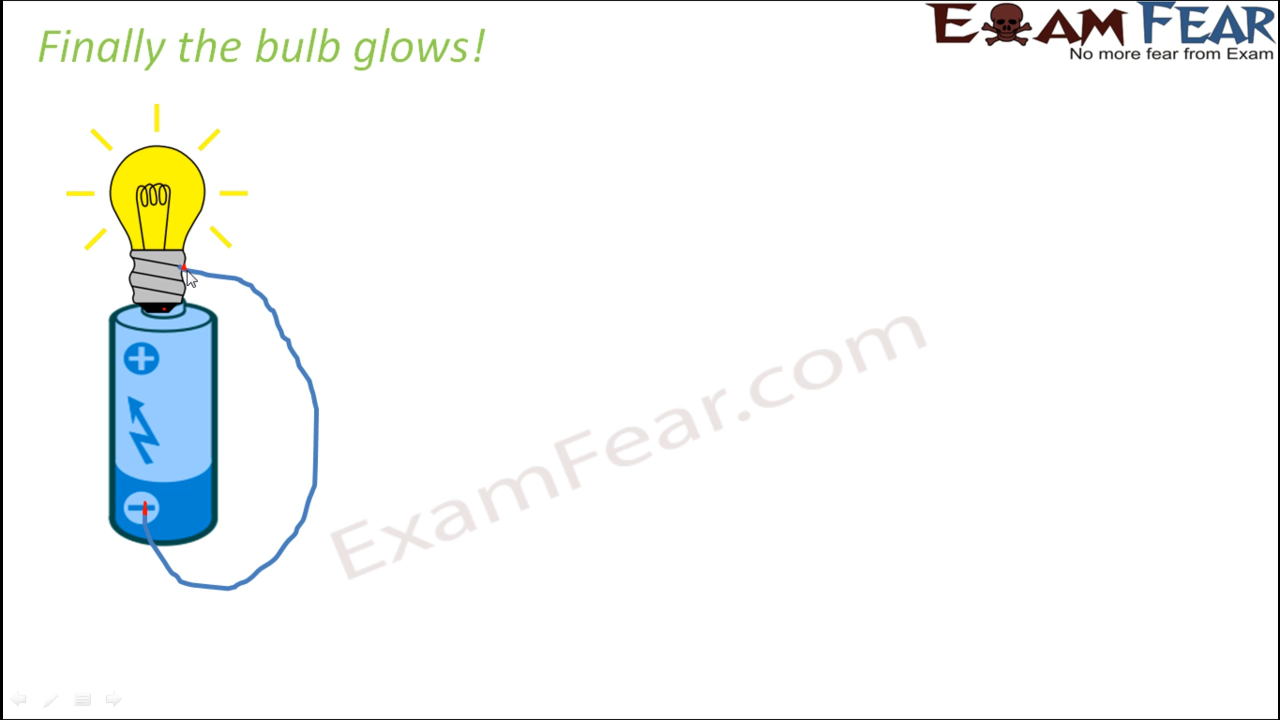 Finally the bulb glows!
EXAM FEAR
No more fear from Exam
+
ExamFear.com
-